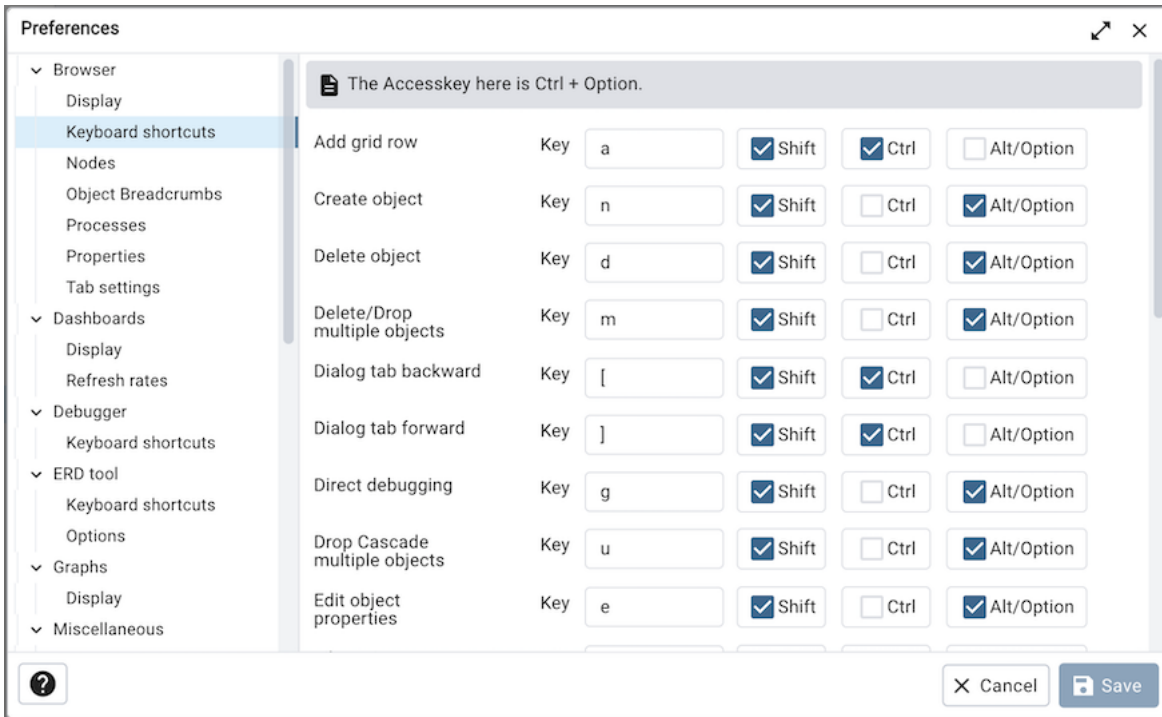 Preferences
Browser
Display
Keyboard shortcuts
Nodes
Object Breadcrumbs
Processes
Properties
Tab settings
Dashboards
Display
Refresh rates
Debugger
Keyboard shortcuts
ERD tool
Keyboard shortcuts
Options
Graphs
Display
Miscellaneous
The Accesskey here is Ctrl + Option.
Add grid row Key a Shift Ctrl Alt/Option
Create object Key n Shift Ctrl Alt/Option
Delete object Key d Shift Ctrl Alt/Option
Delete/Drop
multiple objects Key m Shift Ctrl Alt/Option
Dialog tab backward Key [ Shift Ctrl Alt/Option
Dialog tab forward Key ] Shift Ctrl Alt/Option
Direct debugging Key g Shift Ctrl Alt/Option
Drop Cascade
multiple objects Key u Shift Ctrl Alt/Option
Edit object
properties Key e Shift Ctrl Alt/Option
? Cancel Save